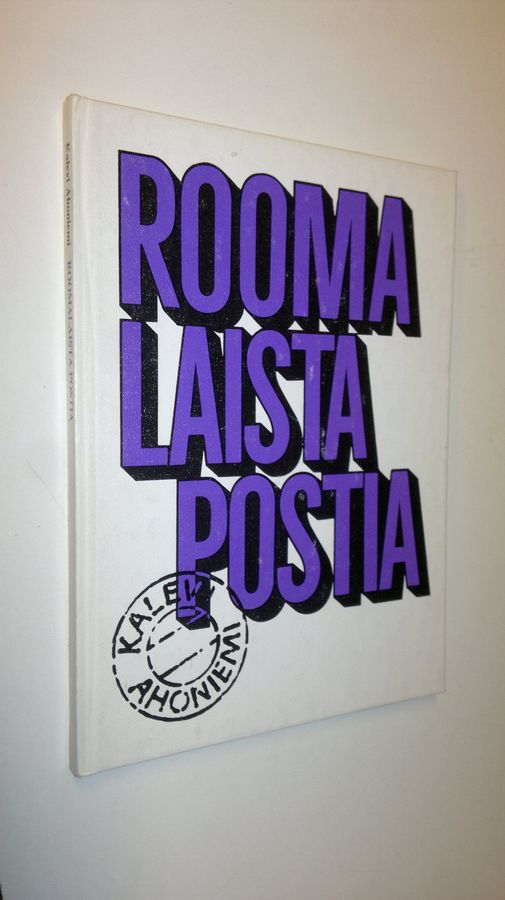 ROOMA
LAISTA
POSTIA
KALEVI
AHONIEMI
Kalevi Ahoniemi ROOMALAISTA POSTIA